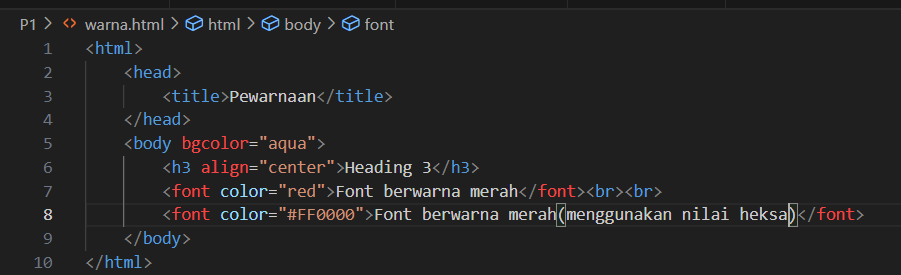 P1 > <> warna.html > html > body > font
1 <html>
2 <head>
3 <title>Pewarnaan</title>
4 </head>
5 <body bgcolor="aqua">
6 <h3 align="center">Heading 3</h3>
7 <font color="red">Font berwarna merah</font><br><br>
8 <font color="#FF0000">Font berwarna merah(menggunakan nilai heksa)</font>
9 </body>
10 </html>